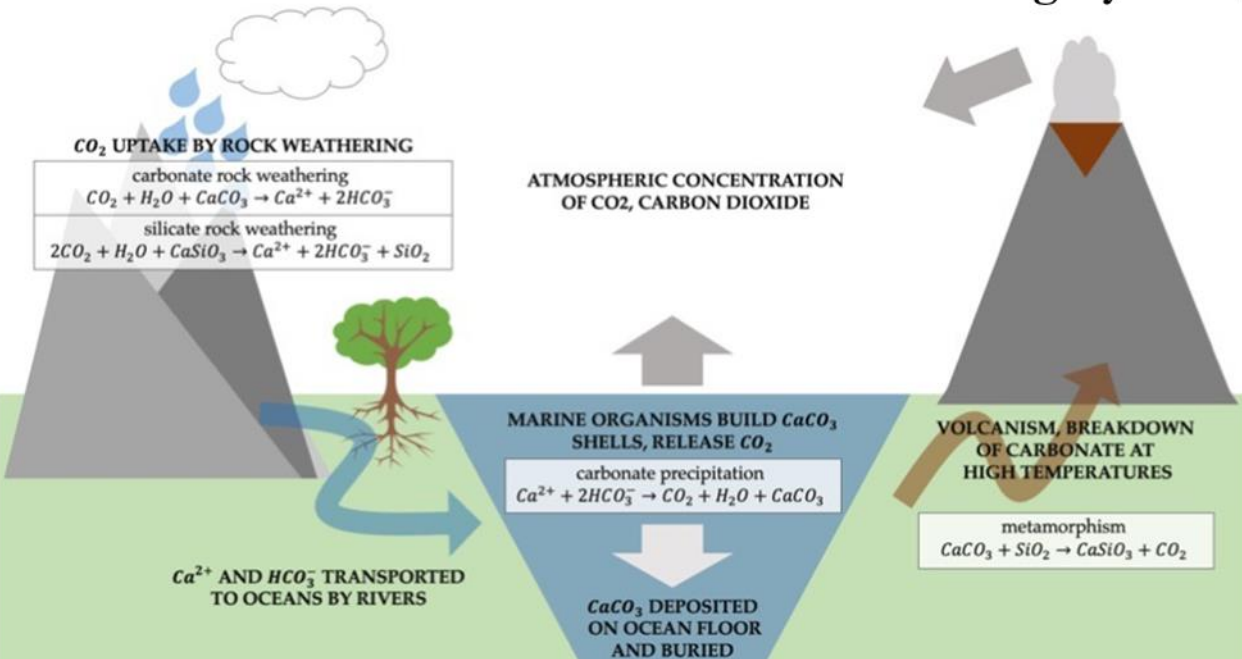 CO₂ UPTAKE BY ROCK WEATHERING
carbonate rock weathering
CO₂ + H₂O + CaCO₃ → Ca²⁺ + 2HCO₃⁻
silicate rock weathering
2CO₂ + H₂O + CaSiO₃ → Ca²⁺ + 2HCO₃⁻ + SiO₂
ATMOSPHERIC CONCENTRATION
OF CO2, CARBON DIOXIDE
MARINE ORGANISMS BUILD CaCO₃
SHELLS, RELEASE CO₂
carbonate precipitation
Ca²⁺ + 2HCO₃⁻ → CO₂ + H₂O + CaCO₃
VOLCANISM, BREAKDOWN
OF CARBONATE AT
HIGH TEMPERATURES
metamorphism
CaCO₃ + SiO₂ → CaSiO₃ + CO₂
Ca²⁺ AND HCO₃⁻ TRANSPORTED
TO OCEANS BY RIVERS
CaCO₃ DEPOSITED
ON OCEAN FLOOR
AND BURIED